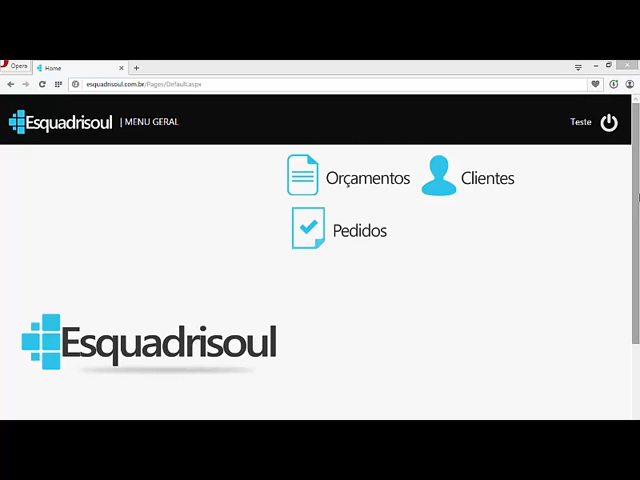 Opera
Home
esquadrisoul.com.br/Pages/Default.aspx
Esquadrisoul | MENU GERAL
Teste
Orçamentos
Clientes
Pedidos
Esquadrisoul